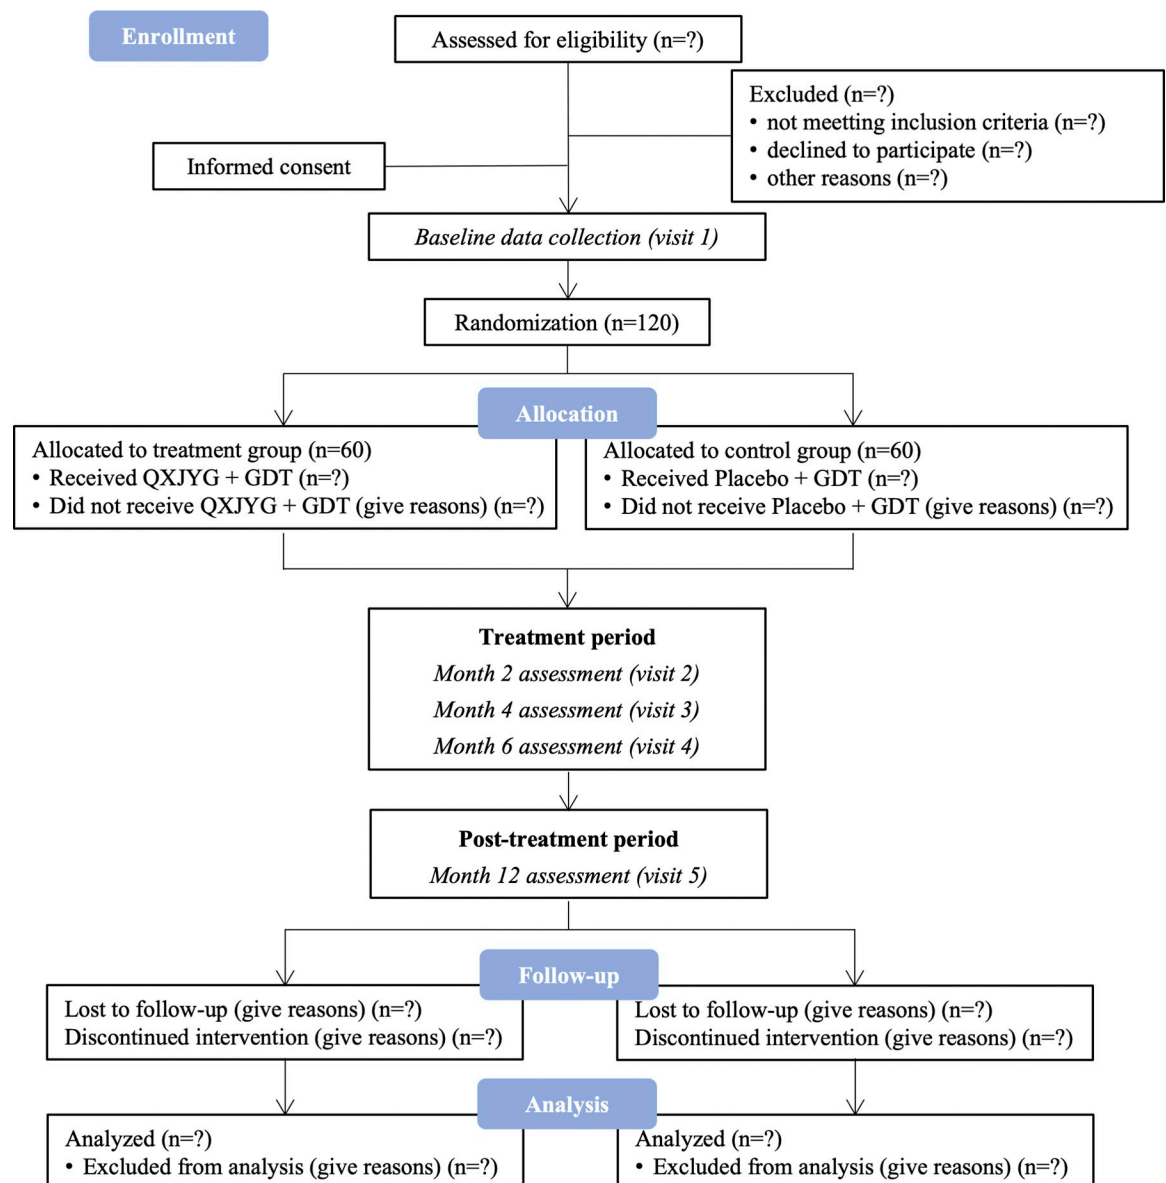 Enrollment
Assessed for eligibility (n=?)
Excluded (n=?)
• not meetting inclusion criteria (n=?)
• declined to participate (n=?)
• other reasons (n=?)
Informed consent
Baseline data collection (visit 1)
Randomization (n=120)
Allocation
Allocated to treatment group (n=60)
• Received QXJYG + GDT (n=?)
• Did not receive QXJYG + GDT (give reasons) (n=?)
Allocated to control group (n=60)
• Received Placebo + GDT (n=?)
• Did not receive Placebo + GDT (give reasons) (n=?)
Treatment period
Month 2 assessment (visit 2)
Month 4 assessment (visit 3)
Month 6 assessment (visit 4)
Post-treatment period
Month 12 assessment (visit 5)
Follow-up
Lost to follow-up (give reasons) (n=?)
Discontinued intervention (give reasons) (n=?)
Lost to follow-up (give reasons) (n=?)
Discontinued intervention (give reasons) (n=?)
Analysis
Analyzed (n=?)
• Excluded from analysis (give reasons) (n=?)
Analyzed (n=?)
• Excluded from analysis (give reasons) (n=?)